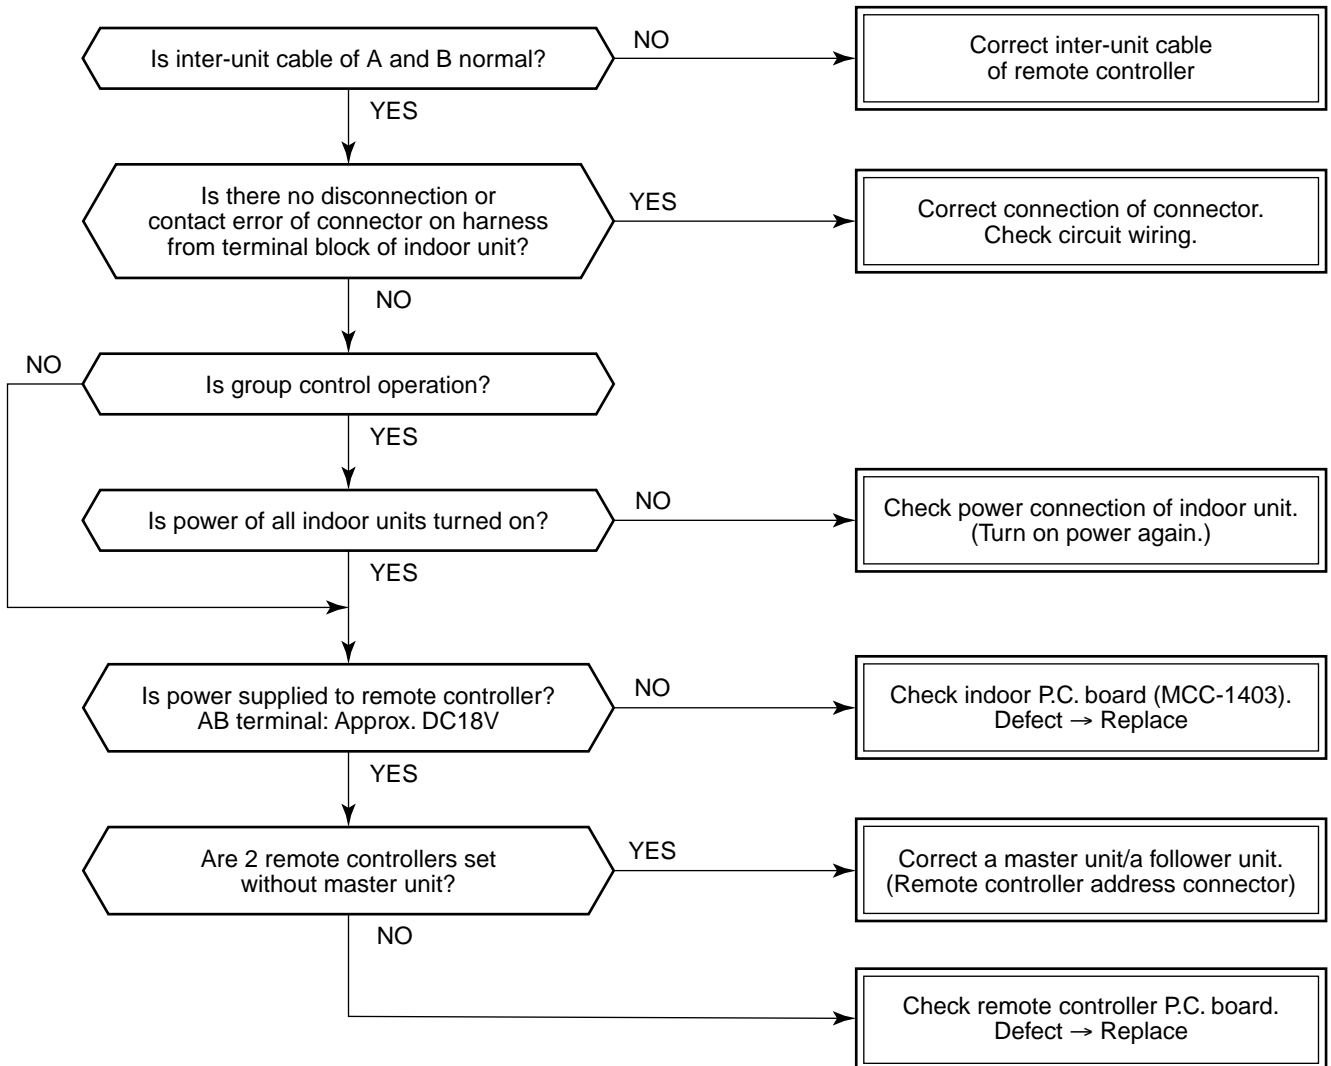 Is inter-unit cable of A and B normal?
NO
Correct inter-unit cable
of remote controller
YES
Is there no disconnection or
contact error of connector on harness
from terminal block of indoor unit?
YES
Correct connection of connector.
Check circuit wiring.
NO
Is group control operation?
NO
YES
Is power of all indoor units turned on?
NO
Check power connection of indoor unit.
(Turn on power again.)
YES
Is power supplied to remote controller?
AB terminal: Approx. DC18V
NO
Check indoor P.C. board (MCC-1403).
Defect → Replace
YES
Are 2 remote controllers set
without master unit?
YES
Correct a master unit/a follower unit.
(Remote controller address connector)
NO
Check remote controller P.C. board.
Defect → Replace